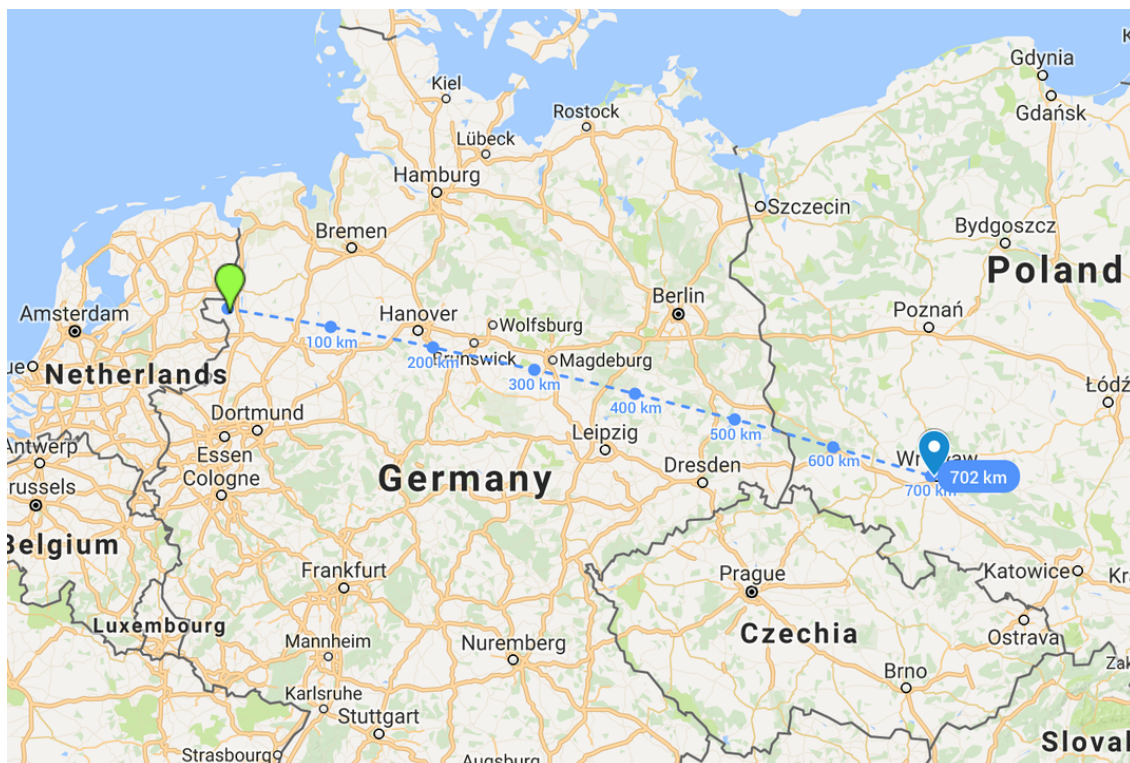 Gdynia
Kiel
Gdańsk
Rostock
Lübeck
Hamburg
Szczecin
Bydgoszcz
Bremen
Poland
Berlin
Amsterdam
Hanover
Wolfsburg
Poznań
100 km
Brunswick
200 km
Magdeburg
Netherlands
300 km
Łódź
400 km
Dortmund
500 km
Leipzig
Antwerp
Essen
600 km
Wrocław
Dresden
Cologne
Germany
702 km
700 km
Belgium
Frankfurt
Prague
Katowice
Luxembourg
Czechia
Ostrava
Mannheim
Nuremberg
Brno
Karlsruhe
Stuttgart
Strasbourg
Augsburg